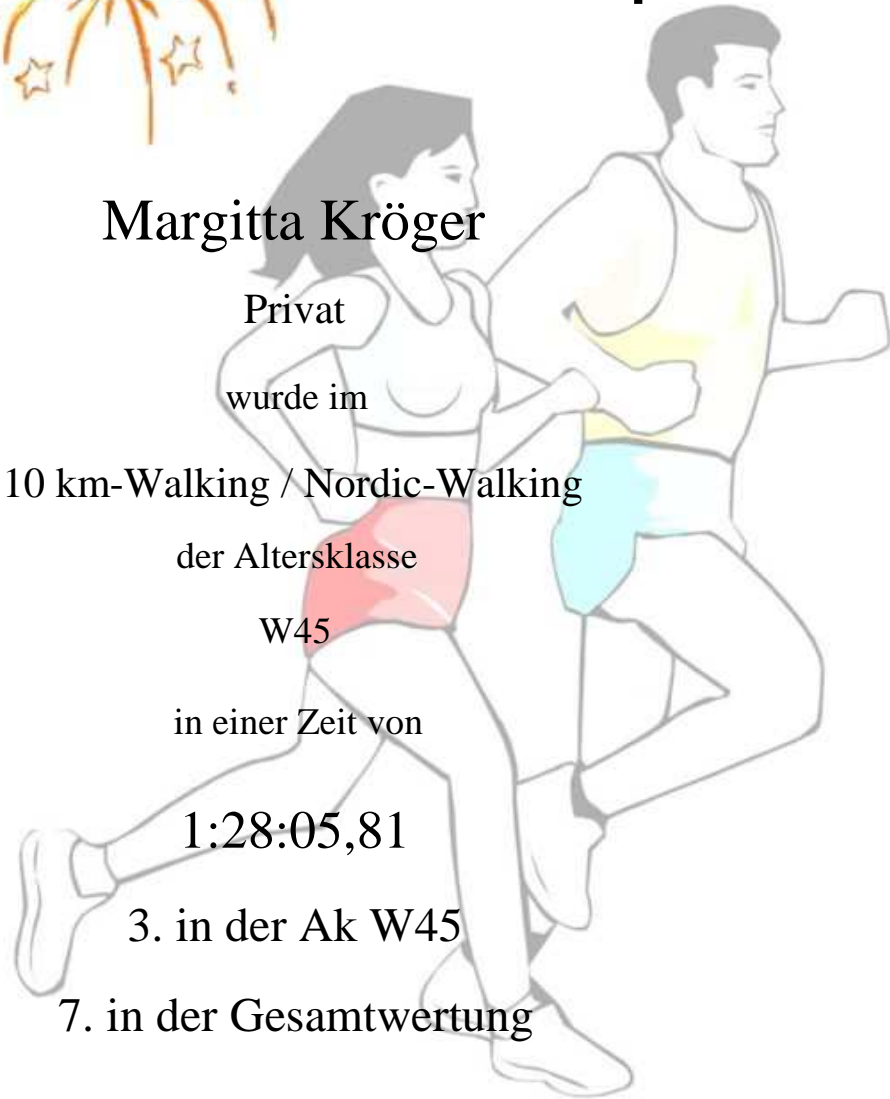 Margitta Kröger
Privat
wurde im
10 km-Walking / Nordic-Walking
der Altersklasse
W45
in einer Zeit von
1:28:05,81
3. in der Ak W45
7. in der Gesamtwertung